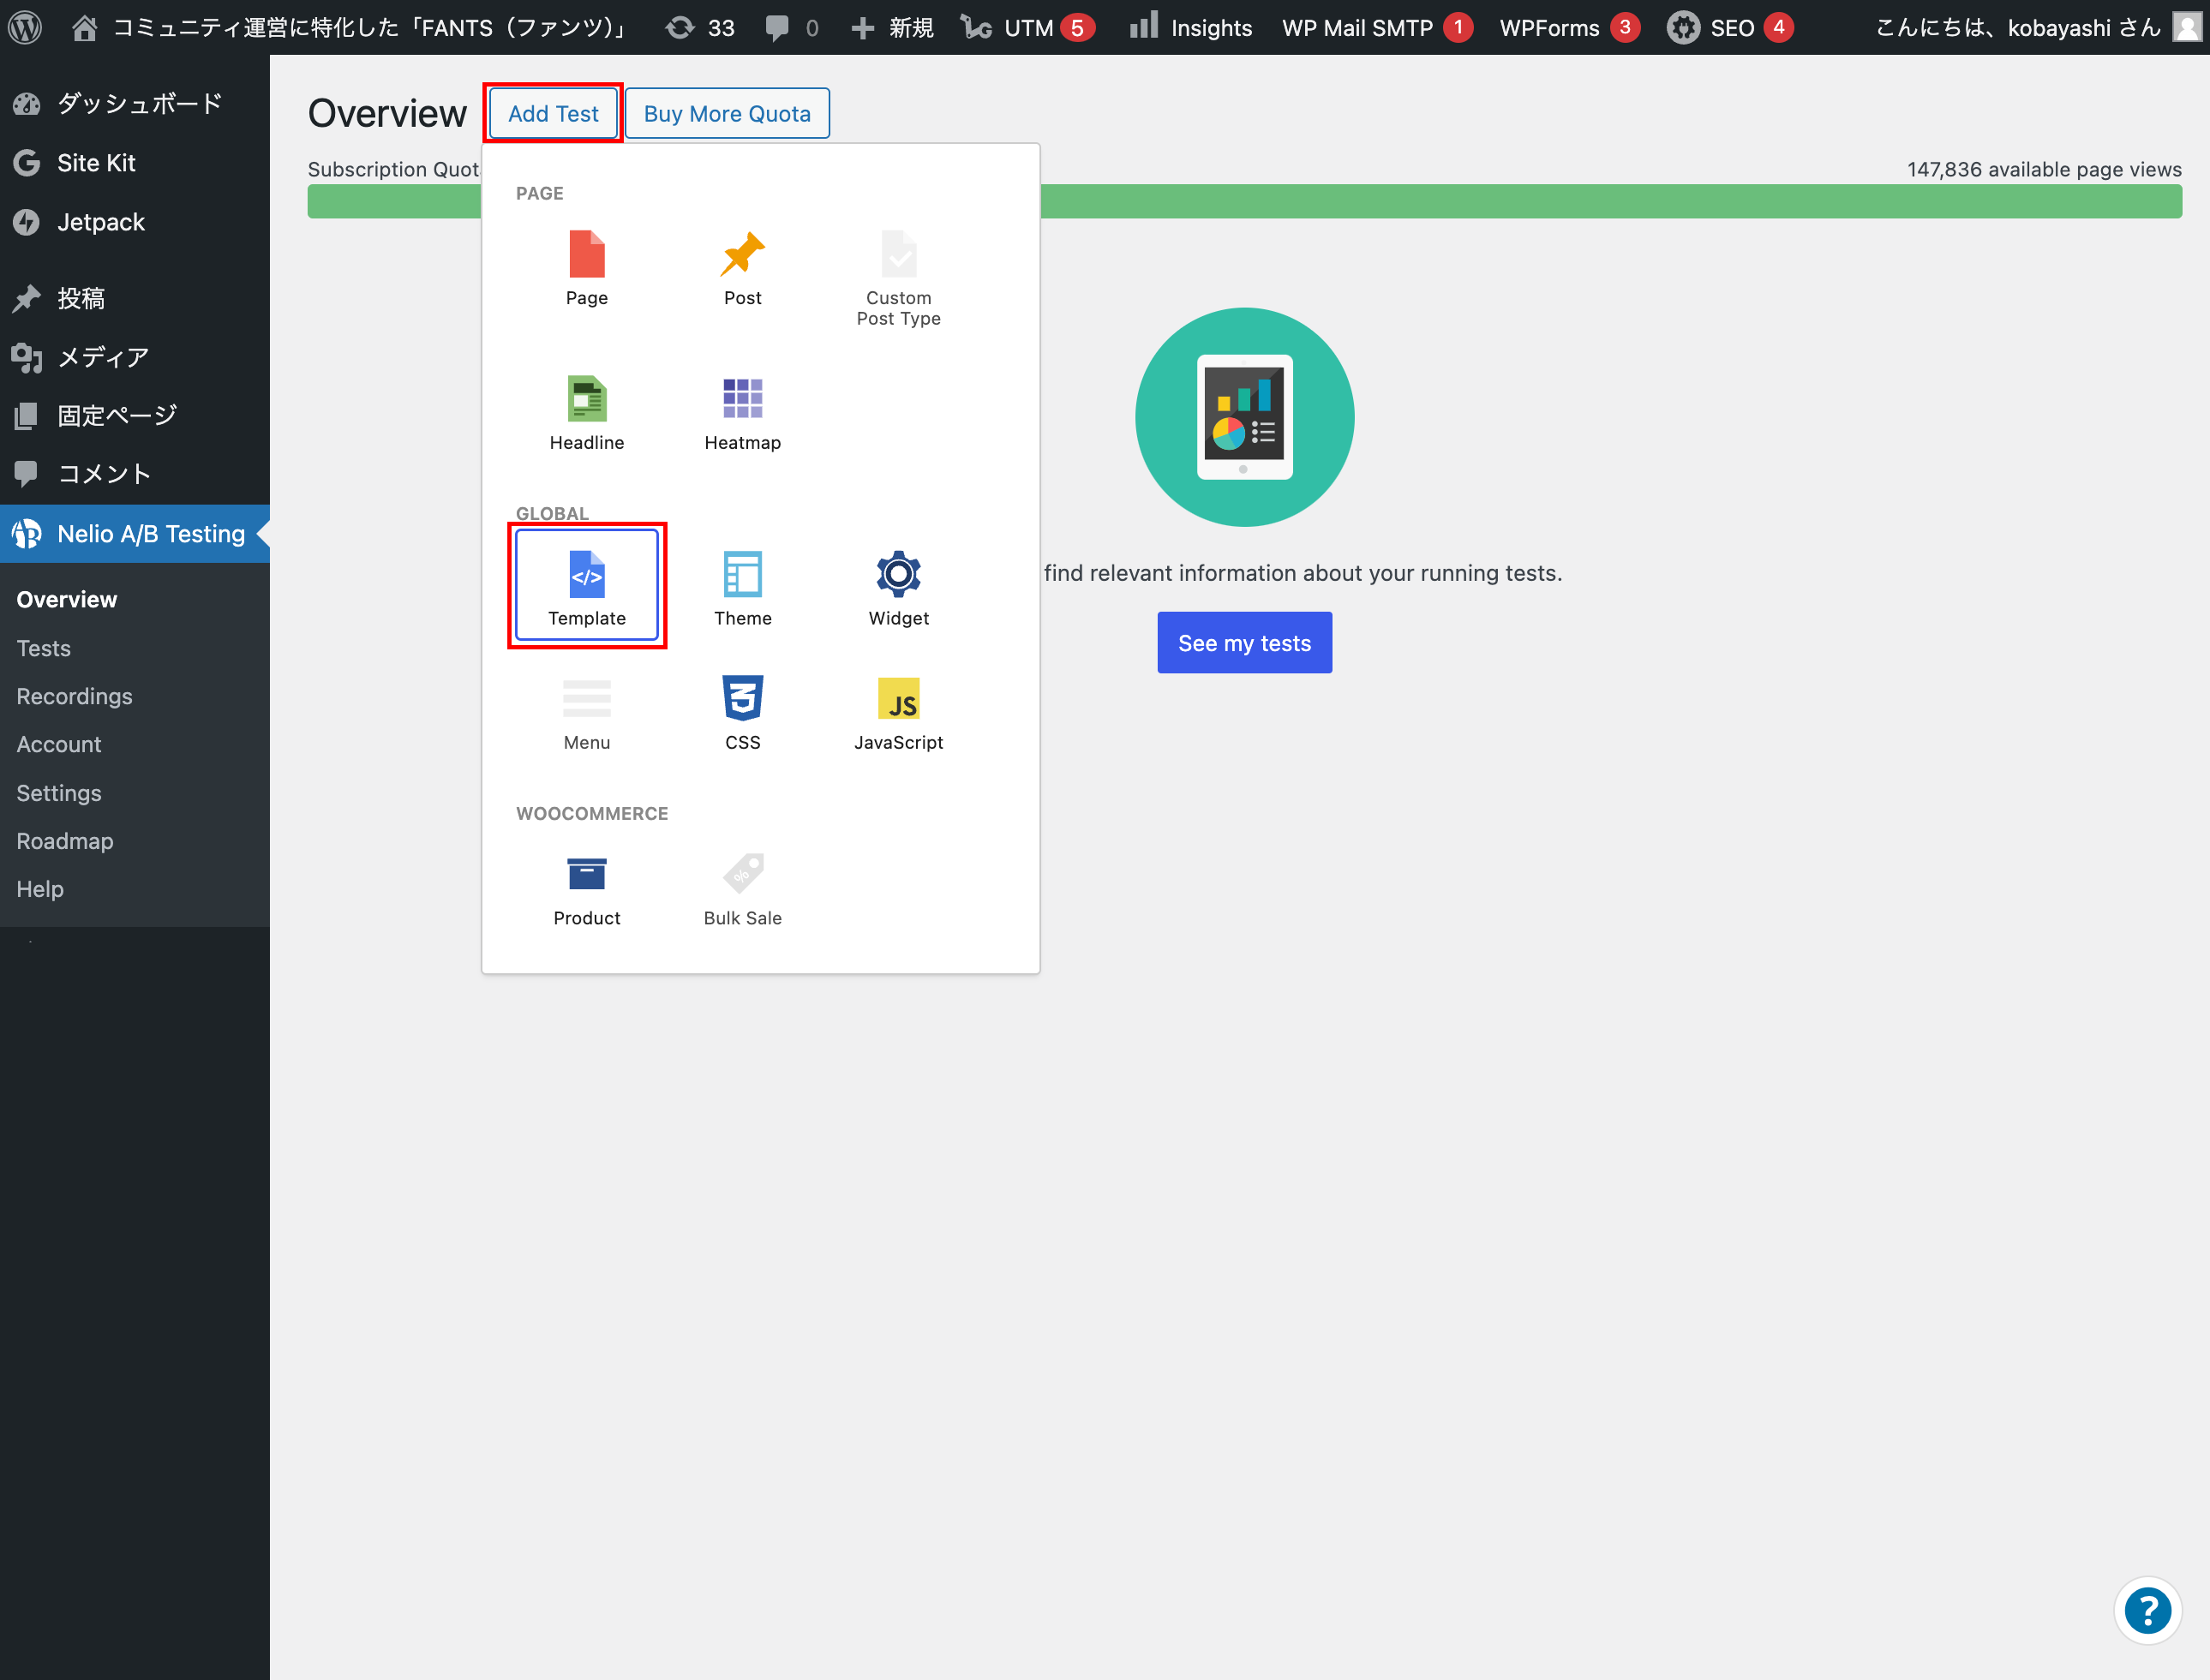 コミュニティ運営に特化した「FANTS（ファンツ）」 33 0 新規 UTM 5 Insights WP Mail SMTP 1 WPForms 3 SEO 4 こんにちは、kobayashi さん
ダッシュボード
Site Kit
Jetpack
投稿
メディア
固定ページ
コメント
Nelio A/B Testing
Overview
Tests
Recordings
Account
Settings
Roadmap
Help
Overview Add Test Buy More Quota
Subscription Quot 147,836 available page views
PAGE
Page Post Custom
Post Type
Headline Heatmap
GLOBAL
</>
Template Theme Widget
JS
Menu CSS JavaScript
WOOCOMMERCE
%
Product Bulk Sale
find relevant information about your running tests.
See my tests
?